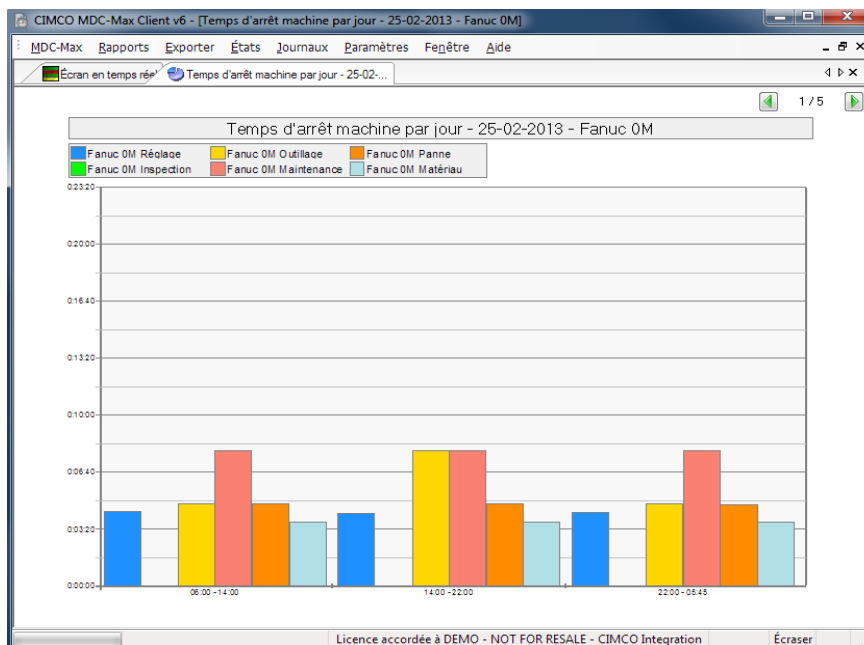 CIMCO MDC-Max Client v6 - [Temps d'arrêt machine par jour - 25-02-2013 - Fanuc 0M]
MDC-Max Rapports Exporter États Journaux Paramètres Fenêtre Aide
Écran en temps rée Temps d'arrêt machine par jour - 25-02-...
1 / 5
Temps d'arrêt machine par jour - 25-02-2013 - Fanuc 0M
Fanuc 0M Réglage Fanuc 0M Outillage Fanuc 0M Panne
Fanuc 0M Inspection Fanuc 0M Maintenance Fanuc 0M Matériau
0:23:20
0:20:00
0:16:40
0:13:20
0:10:00
0:06:40
0:03:20
0:00:00
06:00 - 14:00 14:00 - 22:00 22:00 - 05:45
Licence accordée à DEMO - NOT FOR RESALE - CIMCO Integration Écraser